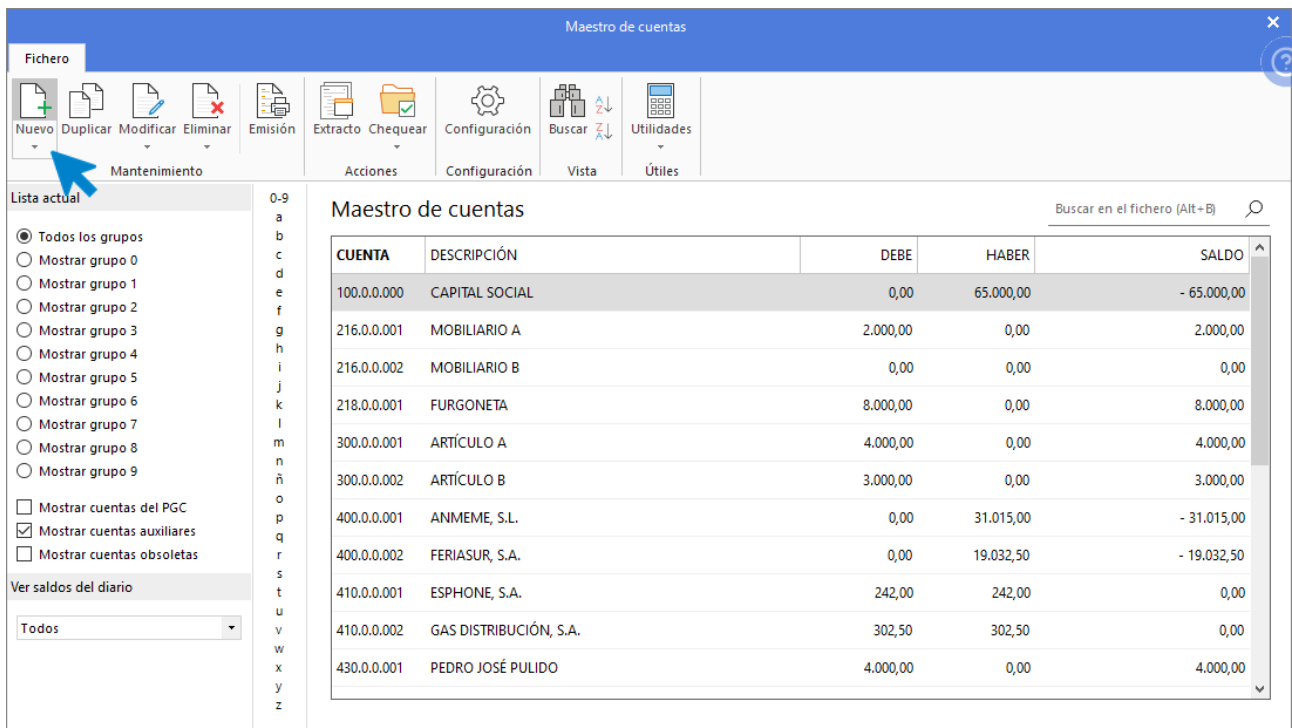 Maestro de cuentas
Fichero
Nuevo Duplicar Modificar Eliminar Emisión Extracto Chequear Configuración Buscar Utilidades
Mantenimiento Acciones Configuración Vista Útiles
Lista actual
Todos los grupos
Mostrar grupo 0
Mostrar grupo 1
Mostrar grupo 2
Mostrar grupo 3
Mostrar grupo 4
Mostrar grupo 5
Mostrar grupo 6
Mostrar grupo 7
Mostrar grupo 8
Mostrar grupo 9
Mostrar cuentas del PGC
Mostrar cuentas auxiliares
Mostrar cuentas obsoletas
Ver saldos del diario
Todos
0-9
a
b
c
d
e
f
g
h
i
j
k
l
m
n
ñ
o
p
q
r
s
t
u
v
w
x
y
z
Maestro de cuentas
Buscar en el fichero (Alt+B)
CUENTA DESCRIPCIÓN DEBE HABER SALDO
100.0.0.000 CAPITAL SOCIAL 0,00 65.000,00 - 65.000,00
216.0.0.001 MOBILIARIO A 2.000,00 0,00 2.000,00
216.0.0.002 MOBILIARIO B 0,00 0,00 0,00
218.0.0.001 FURGONETA 8.000,00 0,00 8.000,00
300.0.0.001 ARTÍCULO A 4.000,00 0,00 4.000,00
300.0.0.002 ARTÍCULO B 3.000,00 0,00 3.000,00
400.0.0.001 ANMEME, S.L. 0,00 31.015,00 - 31.015,00
400.0.0.002 FERIASUR, S.A. 0,00 19.032,50 - 19.032,50
410.0.0.001 ESPHONE, S.A. 242,00 242,00 0,00
410.0.0.002 GAS DISTRIBUCIÓN, S.A. 302,50 302,50 0,00
430.0.0.001 PEDRO JOSÉ PULIDO 4.000,00 0,00 4.000,00